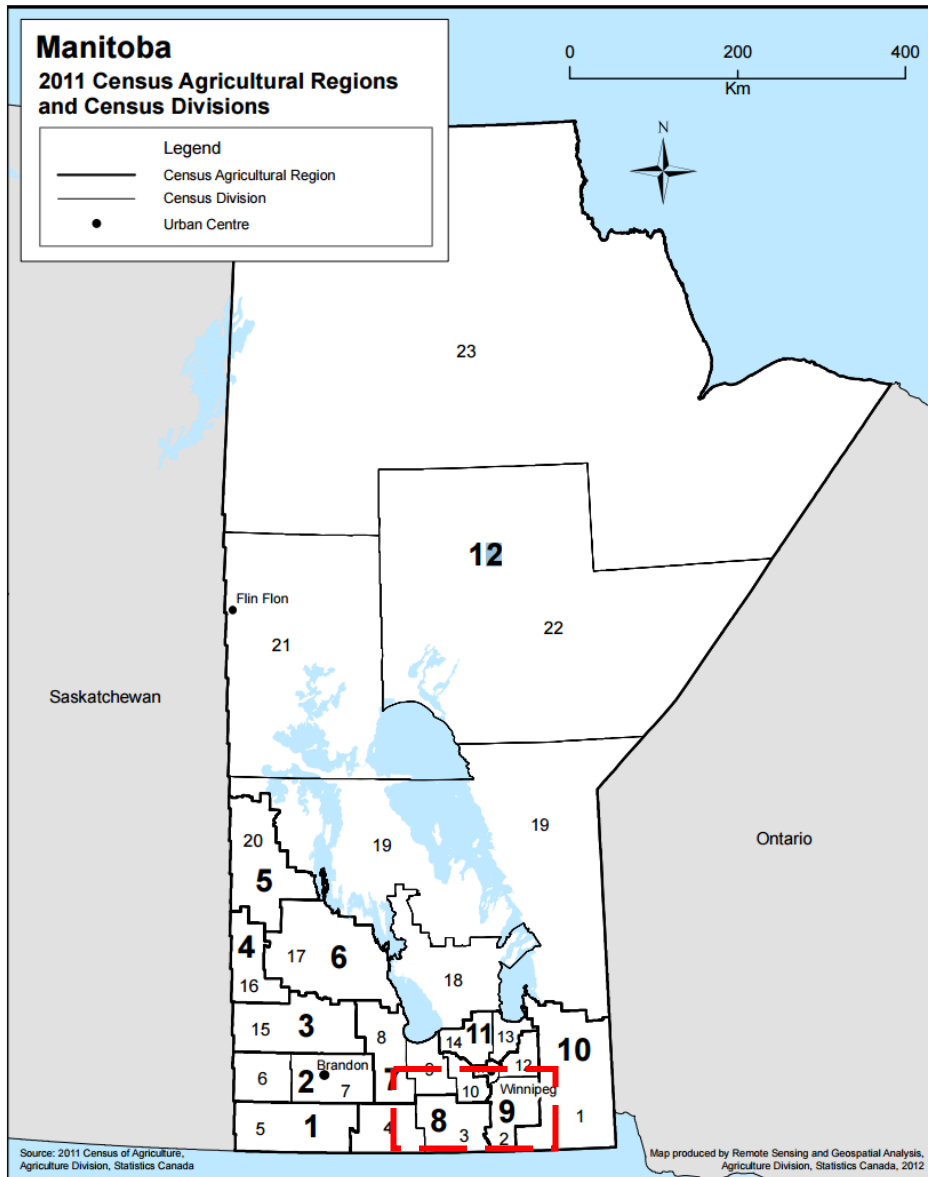 Manitoba
2011 Census Agricultural Regions
and Census Divisions
Legend
Census Agricultural Region
Census Division
Urban Centre
0 200 400
Km
N
23
12
Flin Flon
22
21
Saskatchewan
19
19
Ontario
20
5
4
17 6
16
18
15 3
8
14 11 13
10
9
12
Brandon
6 2 7
7
10
Winnipeg
5 1
4
8
3
9
2
1
Source: 2011 Census of Agriculture,
Agriculture Division, Statistics Canada
Map produced by Remote Sensing and Geospatial Analysis,
Agriculture Division, Statistics Canada, 2012